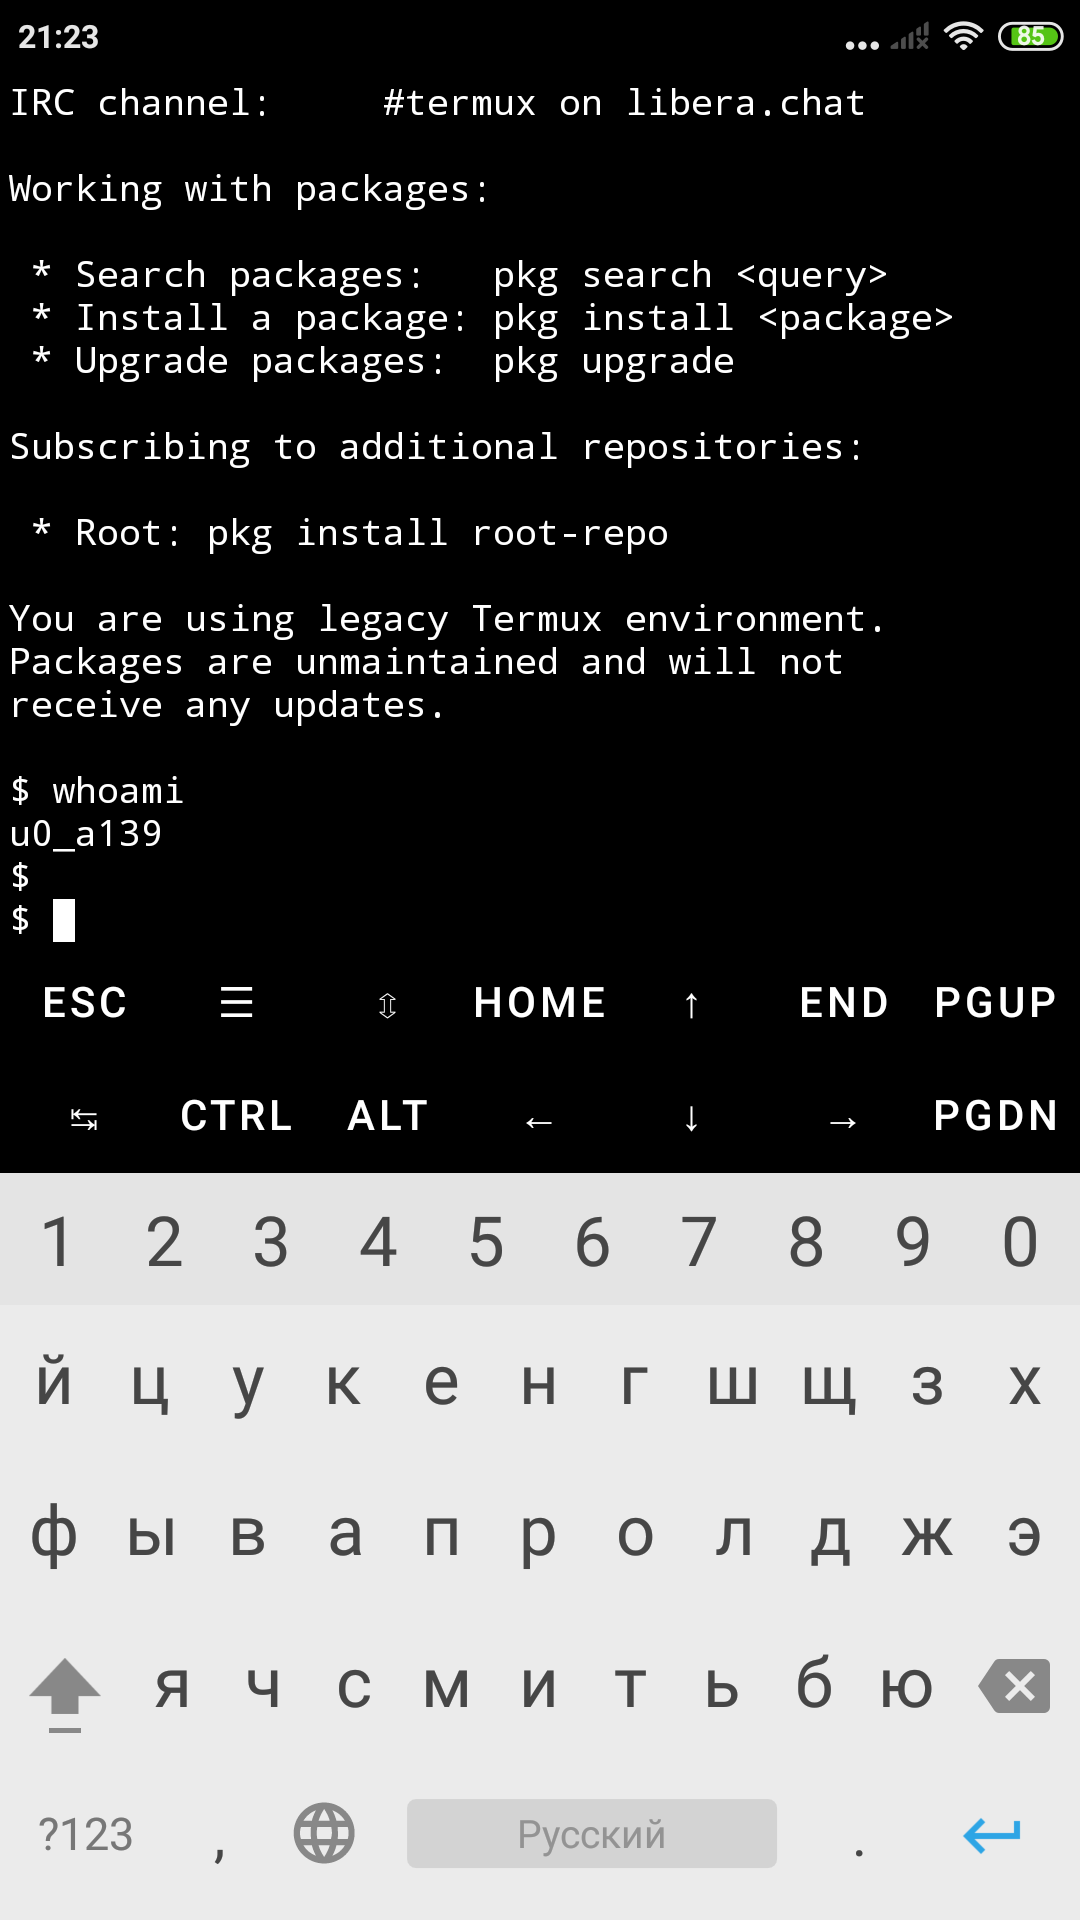 21:23
85
IRC channel: #termux on libera.chat
Working with packages:
* Search packages: pkg search <query>
* Install a package: pkg install <package>
* Upgrade packages: pkg upgrade
Subscribing to additional repositories:
* Root: pkg install root-repo
You are using legacy Termux environment.
Packages are unmaintained and will not
receive any updates.
$ whoami
u0_a139
$
$
ESC ☰ ⇳ HOME ↑ END PGUP
↹ CTRL ALT ← ↓ → PGDN
1 2 3 4 5 6 7 8 9 0
й ц у к е н г ш щ з х
ф ы в а п р о л д ж э
я ч с м и т ь б ю
?123 , Русский .